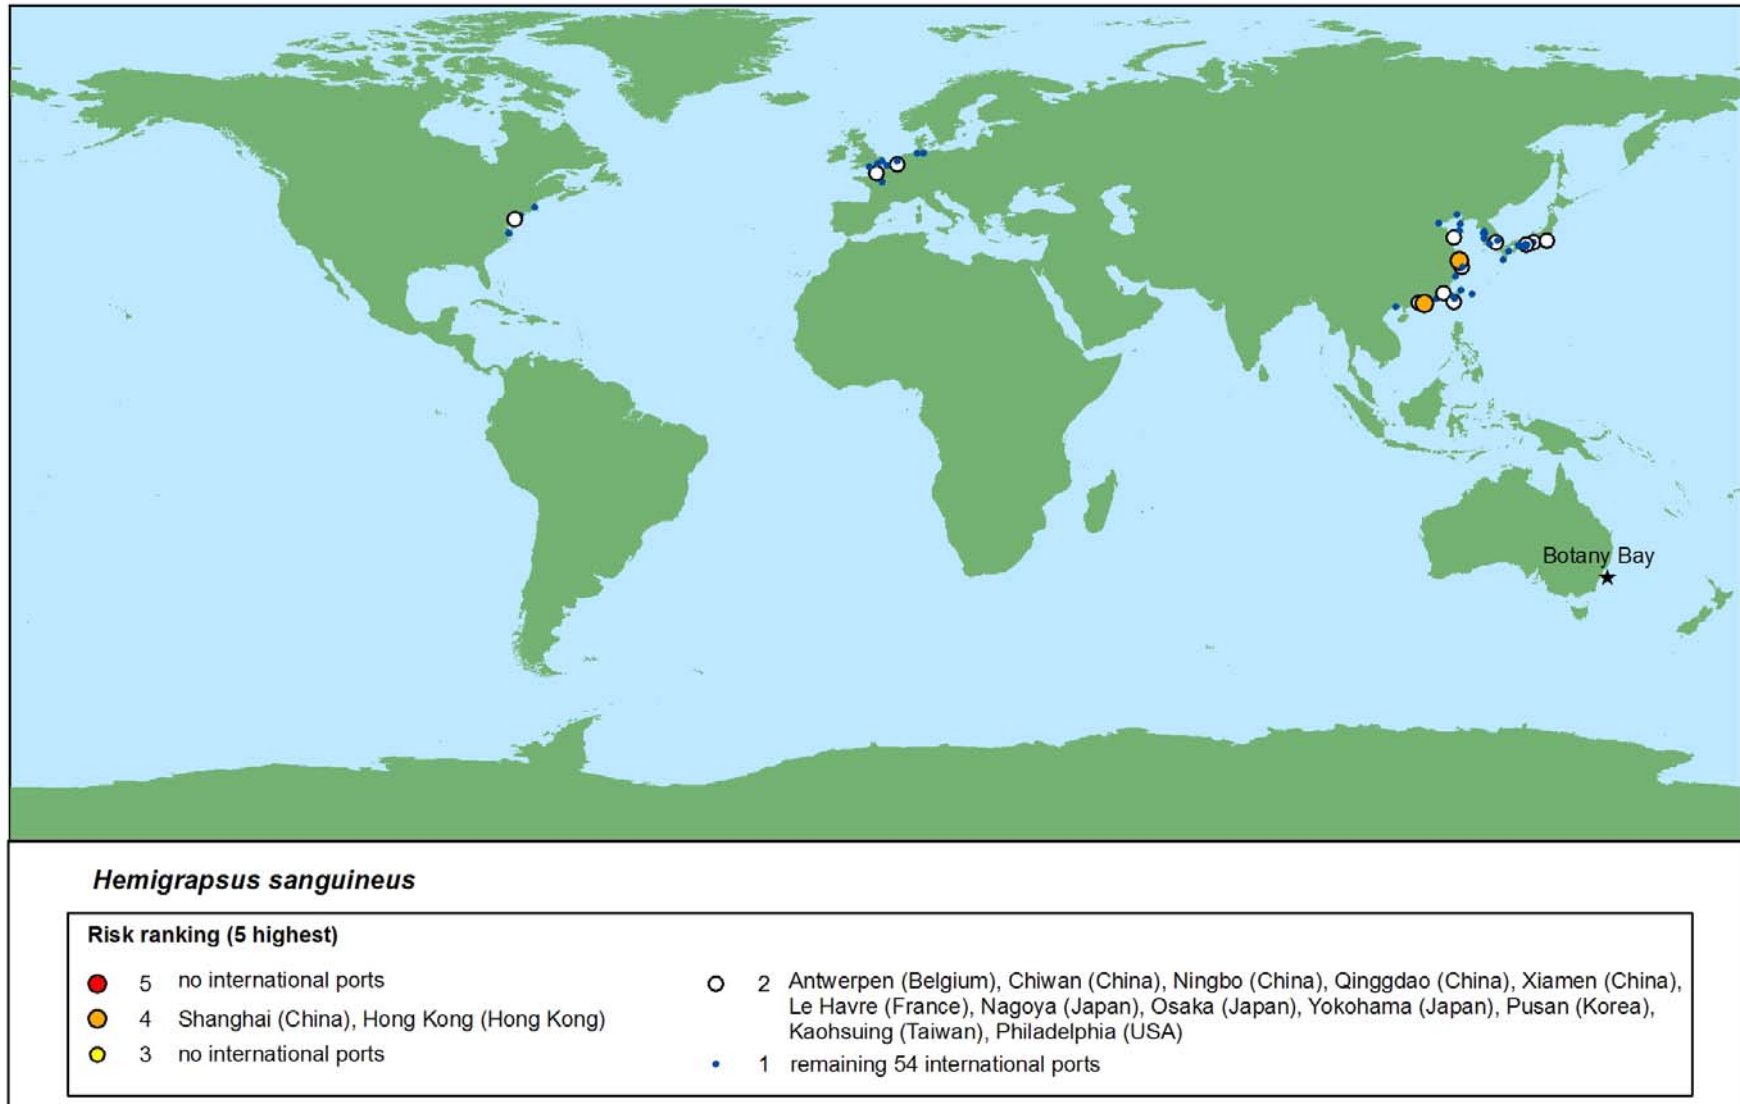 Botany Bay
Hemigrapsus sanguineus
Risk ranking (5 highest)
5 no international ports
4 Shanghai (China), Hong Kong (Hong Kong)
3 no international ports
2 Antwerpen (Belgium), Chiwan (China), Ningbo (China), Qinggdao (China), Xiamen (China),
Le Havre (France), Nagoya (Japan), Osaka (Japan), Yokohama (Japan), Pusan (Korea),
Kaohsuing (Taiwan), Philadelphia (USA)
1 remaining 54 international ports